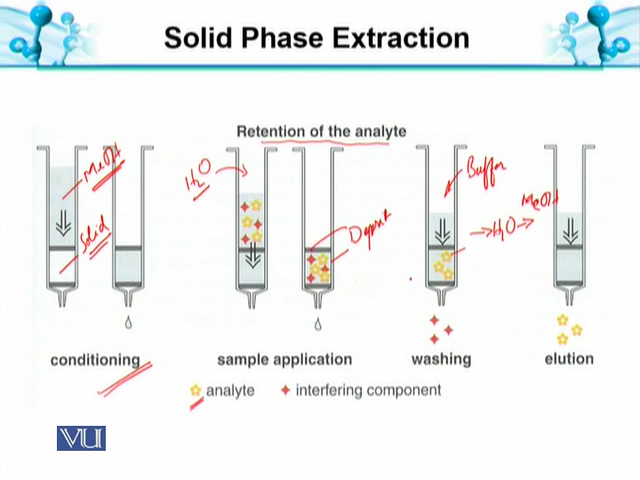 Solid Phase Extraction
Retention of the analyte
MeOH
Solid
H2O
Buffer
→H2O→ MeOH
conditioning
sample application
washing
elution
analyte
interfering component
VU